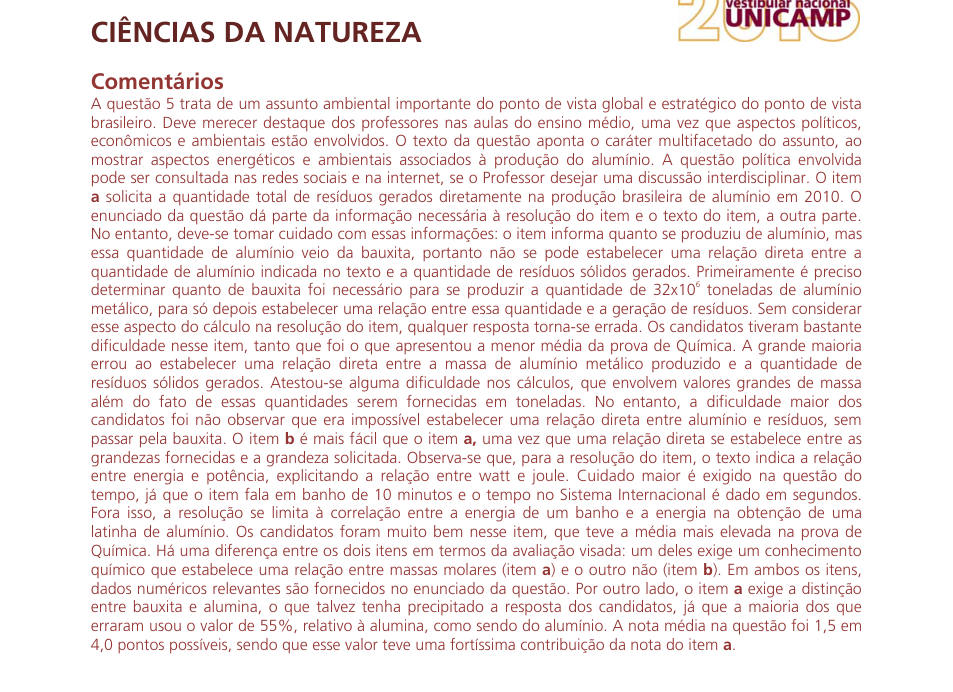 vestibular nacional
UNICAMP
CIÊNCIAS DA NATUREZA
Comentários
A questão 5 trata de um assunto ambiental importante do ponto de vista global e estratégico do ponto de vista
brasileiro. Deve merecer destaque dos professores nas aulas do ensino médio, uma vez que aspectos políticos,
econômicos e ambientais estão envolvidos. O texto da questão aponta o caráter multifacetado do assunto, ao
mostrar aspectos energéticos e ambientais associados à produção do alumínio. A questão política envolvida
pode ser consultada nas redes sociais e na internet, se o Professor desejar uma discussão interdisciplinar. O item
a solicita a quantidade total de resíduos gerados diretamente na produção brasileira de alumínio em 2010. O
enunciado da questão dá parte da informação necessária à resolução do item e o texto do item, a outra parte.
No entanto, deve-se tomar cuidado com essas informações: o item informa quanto se produziu de alumínio, mas
essa quantidade de alumínio veio da bauxita, portanto não se pode estabelecer uma relação direta entre a
quantidade de alumínio indicada no texto e a quantidade de resíduos sólidos gerados. Primeiramente é preciso
determinar quanto de bauxita foi necessário para se produzir a quantidade de 32x10⁶ toneladas de alumínio
metálico, para só depois estabelecer uma relação entre essa quantidade e a geração de resíduos. Sem considerar
esse aspecto do cálculo na resolução do item, qualquer resposta torna-se errada. Os candidatos tiveram bastante
dificuldade nesse item, tanto que foi o que apresentou a menor média da prova de Química. A grande maioria
errou ao estabelecer uma relação direta entre a massa de alumínio metálico produzido e a quantidade de
resíduos sólidos gerados. Atestou-se alguma dificuldade nos cálculos, que envolvem valores grandes de massa
além do fato de essas quantidades serem fornecidas em toneladas. No entanto, a dificuldade maior dos
candidatos foi não observar que era impossível estabelecer uma relação direta entre alumínio e resíduos, sem
passar pela bauxita. O item b é mais fácil que o item a, uma vez que uma relação direta se estabelece entre as
grandezas fornecidas e a grandeza solicitada. Observa-se que, para a resolução do item, o texto indica a relação
entre energia e potência, explicitando a relação entre watt e joule. Cuidado maior é exigido na questão do
tempo, já que o item fala em banho de 10 minutos e o tempo no Sistema Internacional é dado em segundos.
Fora isso, a resolução se limita à correlação entre a energia de um banho e a energia na obtenção de uma
latinha de alumínio. Os candidatos foram muito bem nesse item, que teve a média mais elevada na prova de
Química. Há uma diferença entre os dois itens em termos da avaliação visada: um deles exige um conhecimento
químico que estabelece uma relação entre massas molares (item a) e o outro não (item b). Em ambos os itens,
dados numéricos relevantes são fornecidos no enunciado da questão. Por outro lado, o item a exige a distinção
entre bauxita e alumina, o que talvez tenha precipitado a resposta dos candidatos, já que a maioria dos que
erraram usou o valor de 55%, relativo à alumina, como sendo do alumínio. A nota média na questão foi 1,5 em
4,0 pontos possíveis, sendo que esse valor teve uma fortíssima contribuição da nota do item a.